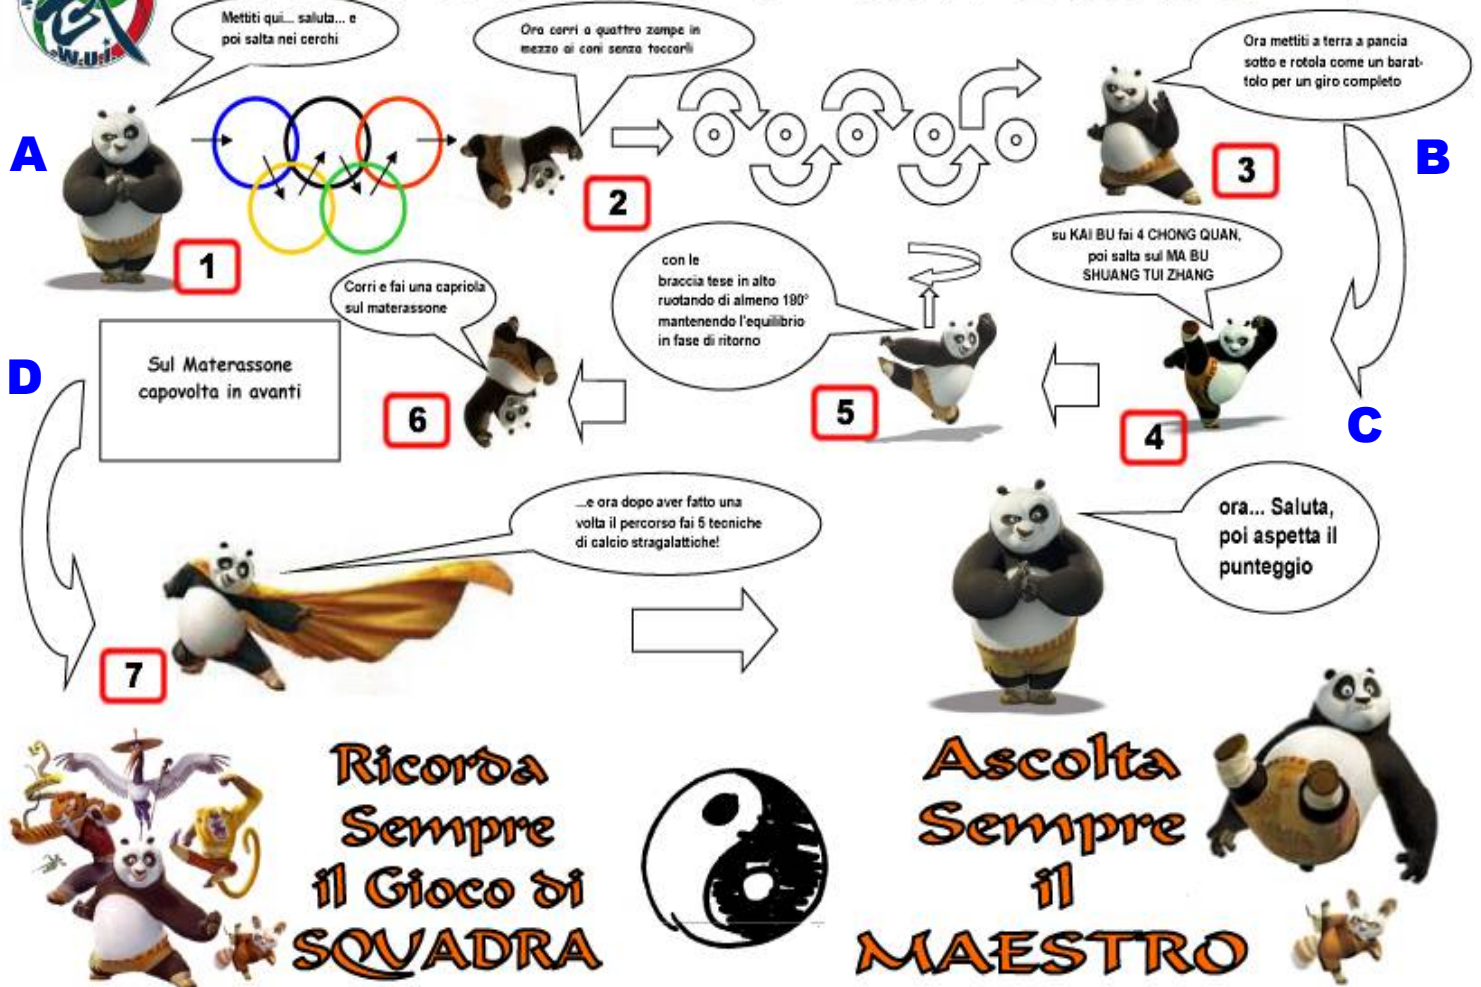 W.U.I.
Mettiti qui... saluta... e
poi salta nei cerchi
Ora corri a quattro zampe in
mezzo ai coni senza toccarli
Ora mettiti a terra a pancia
sotto e rotola come un barat-
tolo per un giro completo
A
B
1
2
3
su KAI BU fai 4 CHONG QUAN,
poi salta sul MA BU
SHUANG TUI ZHANG
con le
braccia tese in alto
ruotando di almeno 180°
mantenendo l'equilibrio
in fase di ritorno
Corri e fai una capriola
sul materassone
Sul Materassone
capovolta in avanti
D
C
6
5
4
...e ora dopo aver fatto una
volta il percorso fai 5 tecniche
di calcio stragalattiche!
ora... Saluta,
poi aspetta il
punteggio
7
Ricorda
Sempre
il Gioco di
SQUADRA
Ascolta
Sempre
il
MAESTRO